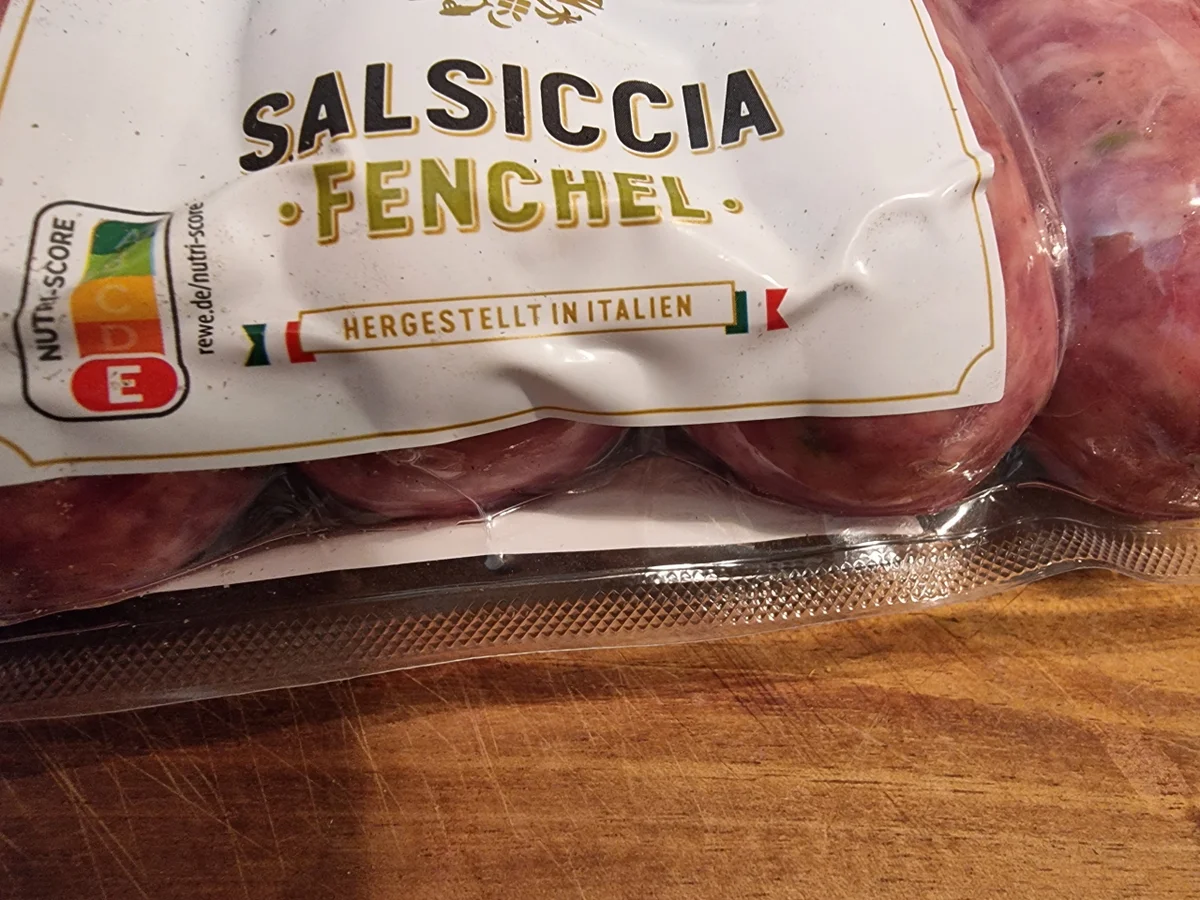 SALSICCIA
·FENCHEL·
HERGESTELLT IN ITALIEN
NUTRI-SCORE
C
D
E
rewe.de/nutri-score